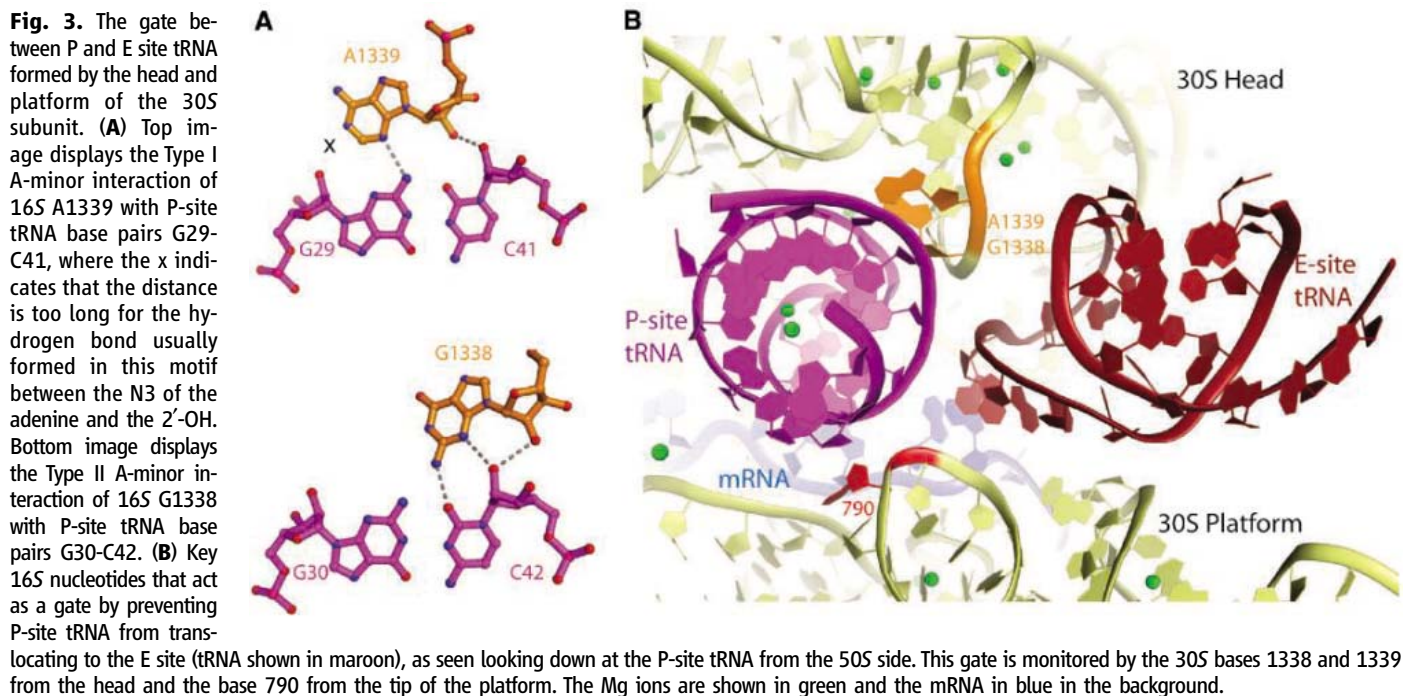 Fig. 3. The gate be-
tween P and E site tRNA
formed by the head and
platform of the 30S
subunit. (A) Top im-
age displays the Type I
A-minor interaction of
16S A1339 with P-site
tRNA base pairs G29-
C41, where the x indi-
cates that the distance
is too long for the hy-
drogen bond usually
formed in this motif
between the N3 of the
adenine and the 2′-OH.
Bottom image displays
the Type II A-minor in-
teraction of 16S G1338
with P-site tRNA base
pairs G30-C42. (B) Key
16S nucleotides that act
as a gate by preventing
P-site tRNA from trans-
locating to the E site (tRNA shown in maroon), as seen looking down at the P-site tRNA from the 50S side. This gate is monitored by the 30S bases 1338 and 1339
from the head and the base 790 from the tip of the platform. The Mg ions are shown in green and the mRNA in blue in the background.
A
A1339
x
G29
C41
G1338
G30
C42
B
30S Head
A1339
G1338
P-site
tRNA
E-site
tRNA
mRNA
790
30S Platform